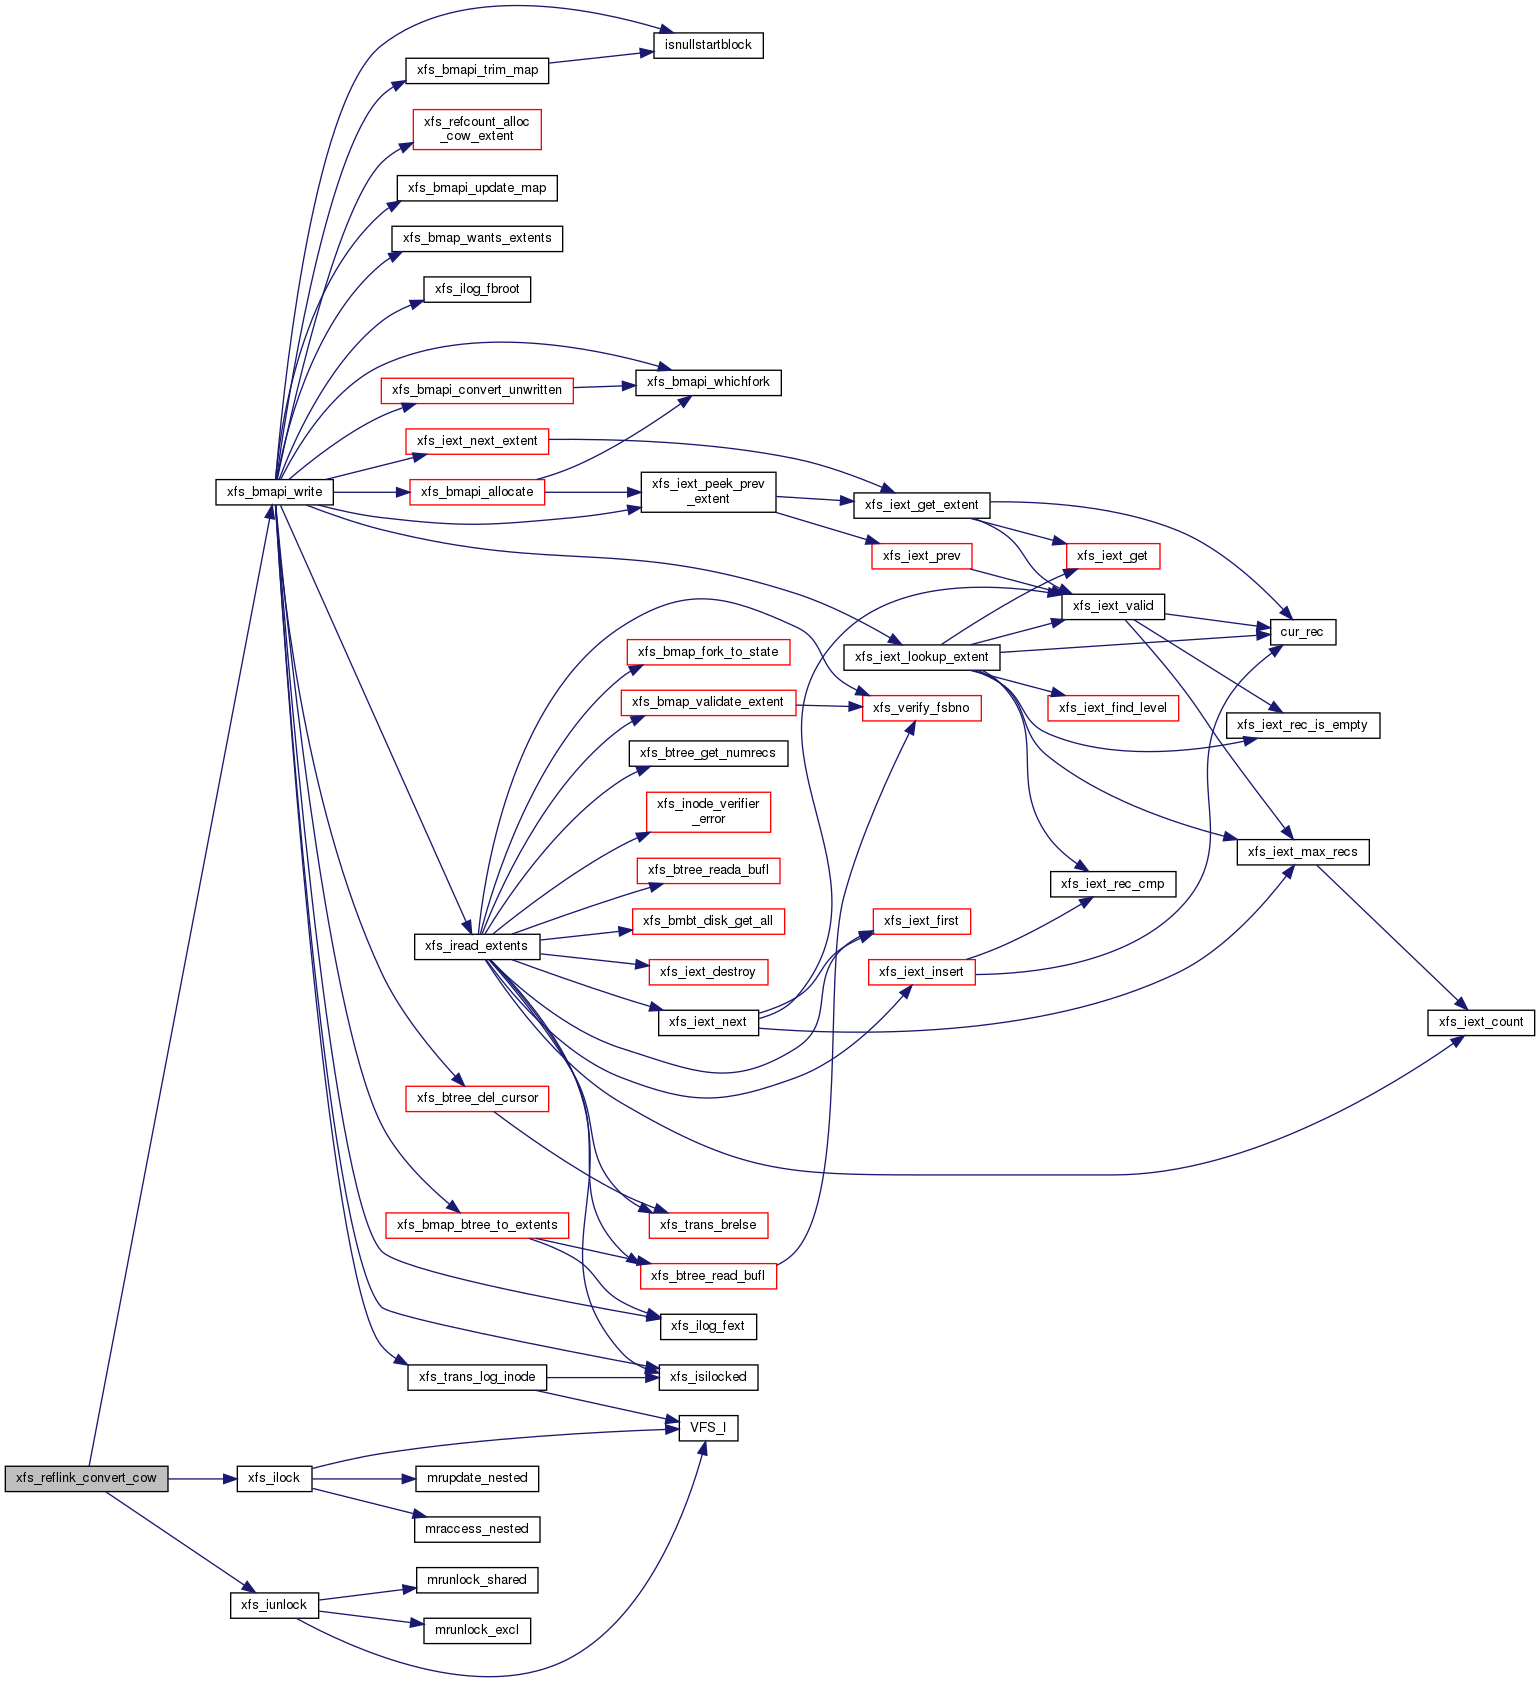 isnullstartblock
xfs_bmapi_trim_map
xfs_refcount_alloc
_cow_extent
xfs_bmapi_update_map
xfs_bmap_wants_extents
xfs_ilog_fbroot
xfs_bmapi_whichfork
xfs_bmapi_convert_unwritten
xfs_iext_next_extent
xfs_bmapi_write
xfs_bmapi_allocate
xfs_iext_peek_prev
_extent
xfs_iext_get_extent
xfs_iext_prev
xfs_iext_get
xfs_iext_valid
cur_rec
xfs_iext_lookup_extent
xfs_bmap_fork_to_state
xfs_bmap_validate_extent
xfs_verify_fsbno
xfs_iext_find_level
xfs_iext_rec_is_empty
xfs_btree_get_numrecs
xfs_inode_verifier
_error
xfs_iext_max_recs
xfs_btree_reada_bufl
xfs_iext_rec_cmp
xfs_bmbt_disk_get_all
xfs_iext_first
xfs_iread_extents
xfs_iext_destroy
xfs_iext_insert
xfs_iext_next
xfs_iext_count
xfs_btree_del_cursor
xfs_bmap_btree_to_extents
xfs_trans_brelse
xfs_btree_read_bufl
xfs_ilog_fext
xfs_trans_log_inode
xfs_isilocked
VFS_I
xfs_reflink_convert_cow
xfs_ilock
mrupdate_nested
mraccess_nested
mrunlock_shared
xfs_iunlock
mrunlock_excl